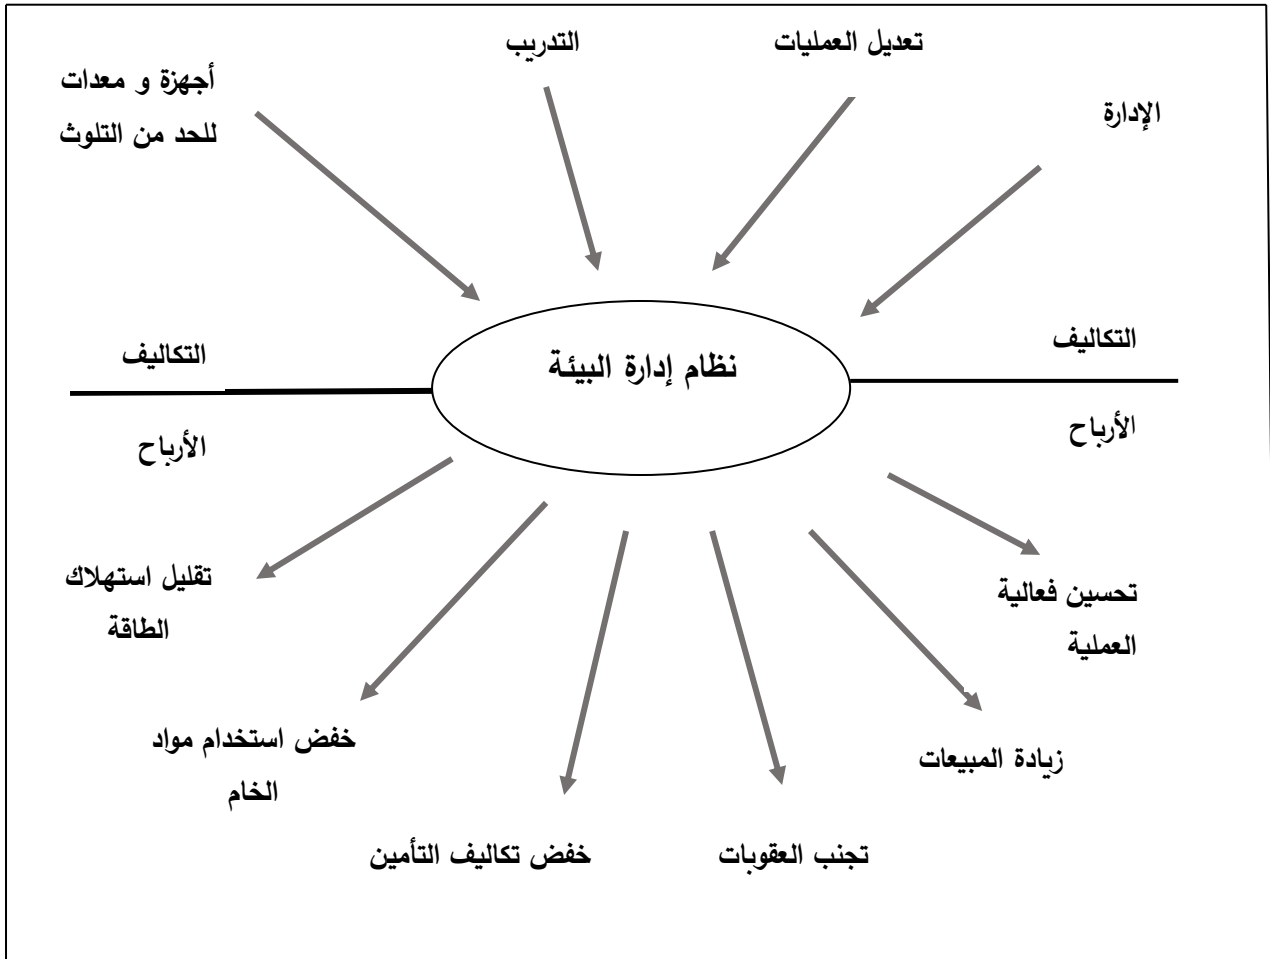 التدريب
تعديل العمليات
أجهزة و معدات
للحد من التلوث
الإدارة
التكاليف
التكاليف
نظام إدارة البيئة
الأرباح
الأرباح
تقليل استهلاك
الطاقة
تحسين فعالية
العملية
خفض استخدام مواد
الخام
زيادة المبيعات
خفض تكاليف التأمين
تجنب العقوبات